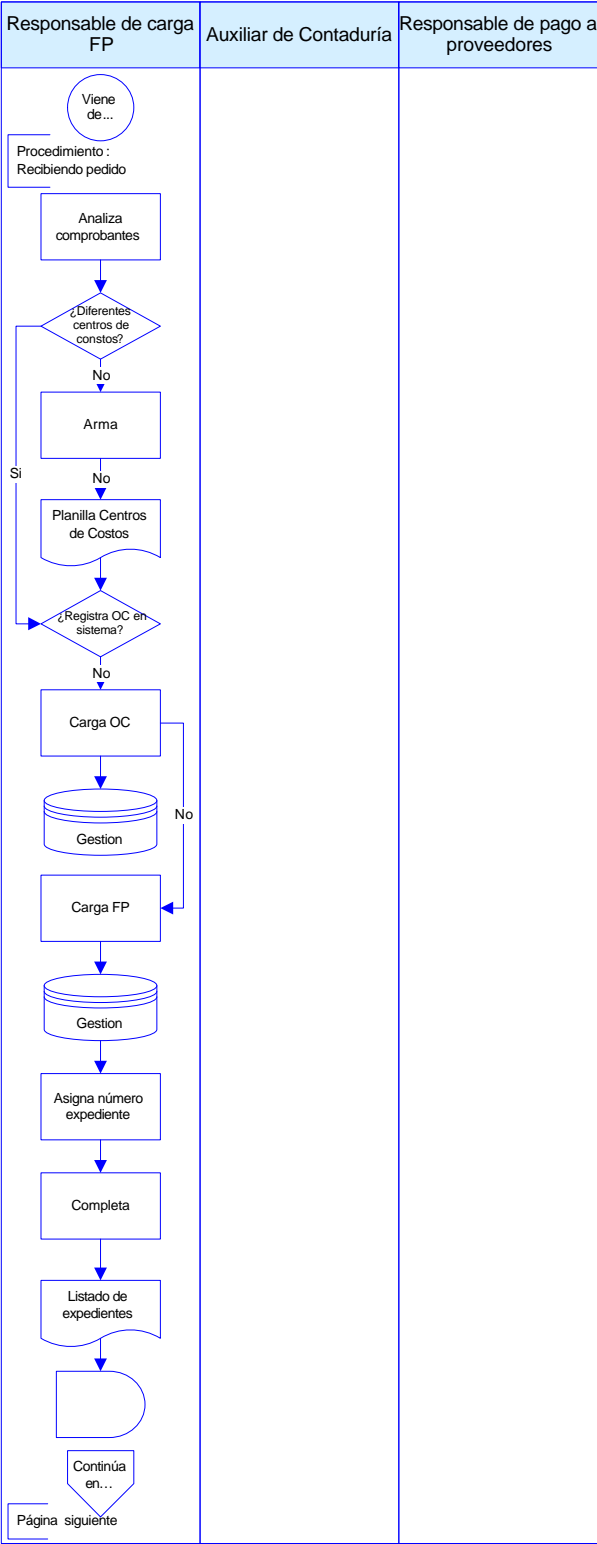 Responsable de carga
FP
Auxiliar de Contaduría
Responsable de pago a
proveedores
Viene
de...
Procedimiento :
Recibiendo pedido
Analiza
comprobantes
¿Diferentes
centros de
constos?
No
Arma
Si
No
Planilla Centros
de Costos
¿Registra OC en
sistema?
No
Carga OC
No
Gestion
Carga FP
Gestion
Asigna número
expediente
Completa
Listado de
expedientes
Continúa
en...
Página siguiente